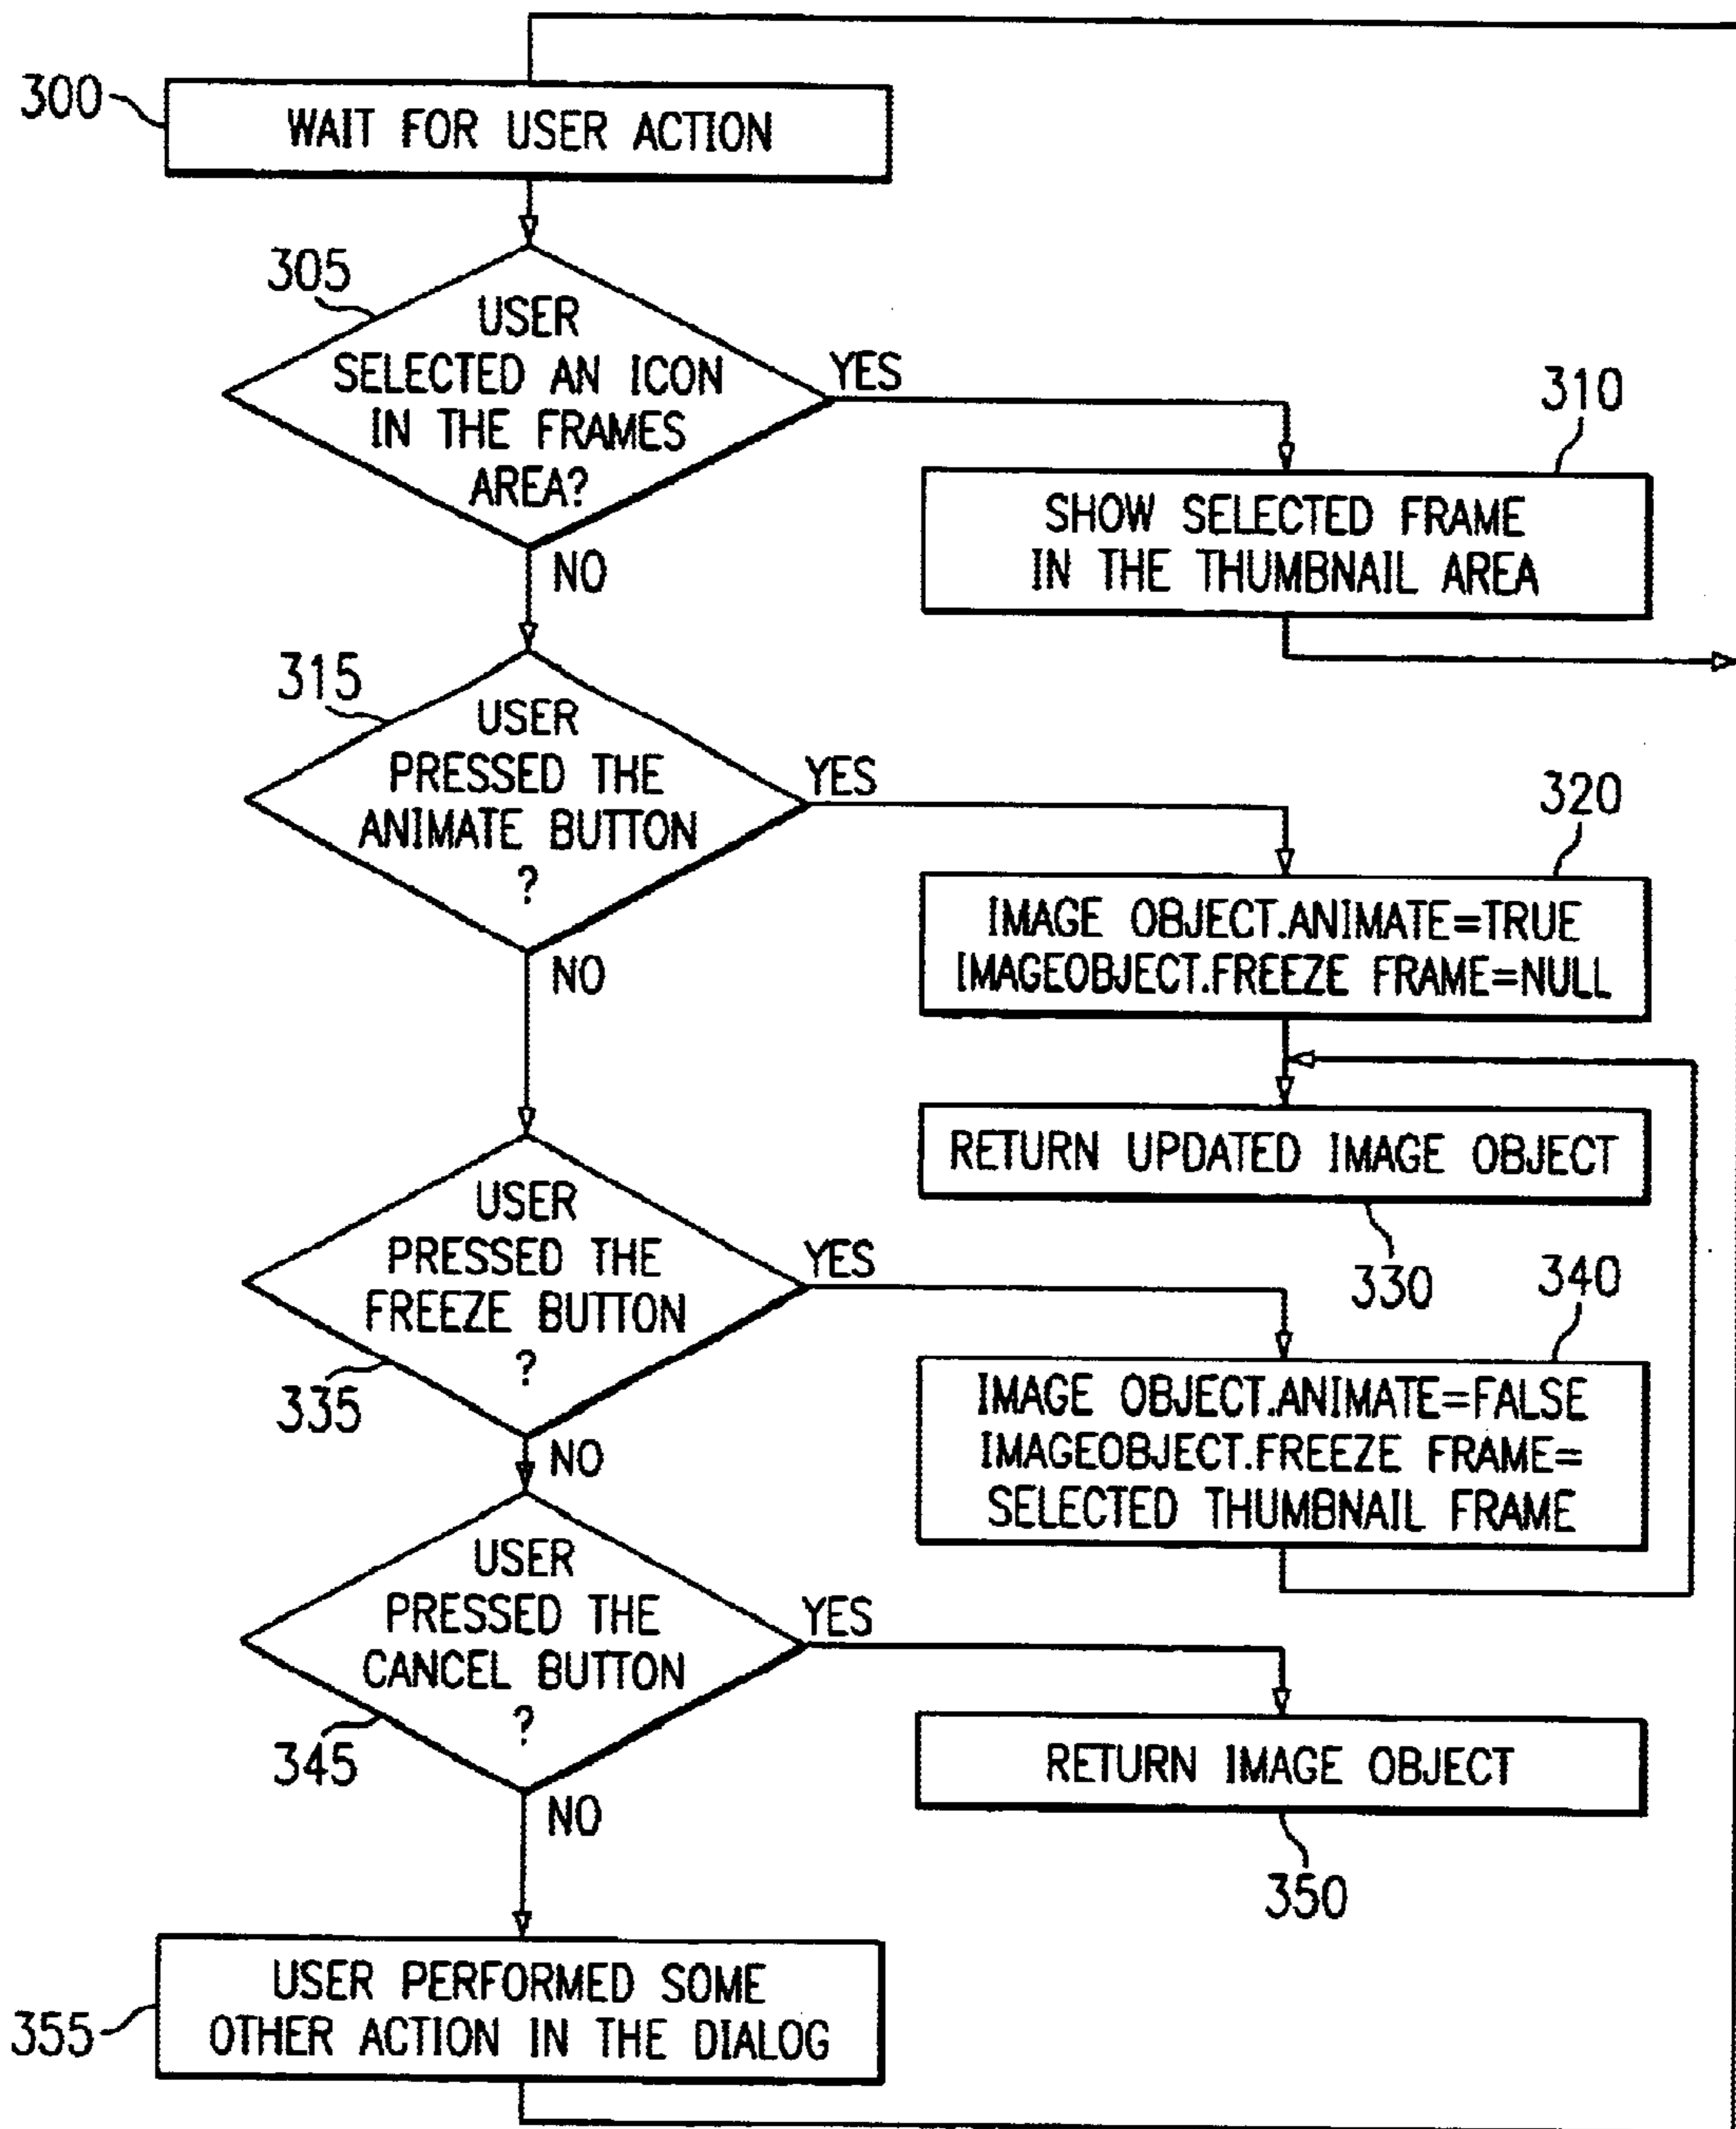 300
WAIT FOR USER ACTION
305
USER
SELECTED AN ICON
IN THE FRAMES
AREA?
YES
NO
310
SHOW SELECTED FRAME
IN THE THUMBNAIL AREA
315
USER
PRESSED THE
ANIMATE BUTTON
?
YES
NO
320
IMAGE OBJECT.ANIMATE=TRUE
IMAGEOBJECT.FREEZE FRAME=NULL
RETURN UPDATED IMAGE OBJECT
330
USER
PRESSED THE
FREEZE BUTTON
?
335
YES
NO
340
IMAGE OBJECT.ANIMATE=FALSE
IMAGEOBJECT.FREEZE FRAME=
SELECTED THUMBNAIL FRAME
USER
PRESSED THE
CANCEL BUTTON
?
345
YES
NO
RETURN IMAGE OBJECT
350
355
USER PERFORMED SOME
OTHER ACTION IN THE DIALOG